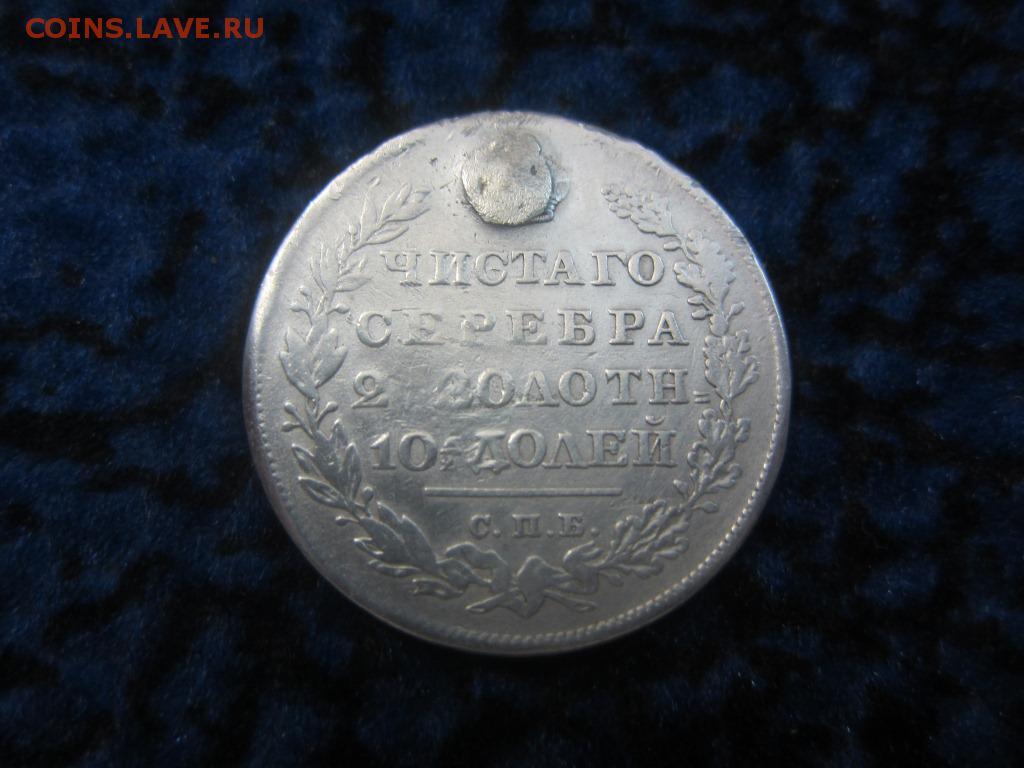 COINS.LAVE.RU
ЧИСТАГО
СЕРЕБРА
2 ЗОЛОТН=
10½ ДОЛЕЙ
С.П.Б.